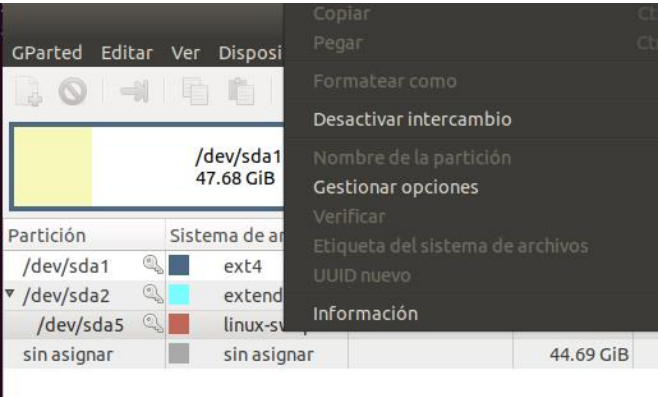 Copiar
Pegar
GParted Editar Ver Disposi
Formatear como
Desactivar intercambio
/dev/sda1
47.68 GiB
Nombre de la partición
Gestionar opciones
Verificar
Etiqueta del sistema de archivos
UUID nuevo
Información
Partición Sistema de ar
/dev/sda1 ext4
/dev/sda2 extend
/dev/sda5 linux-sw
sin asignar sin asignar 44.69 GiB